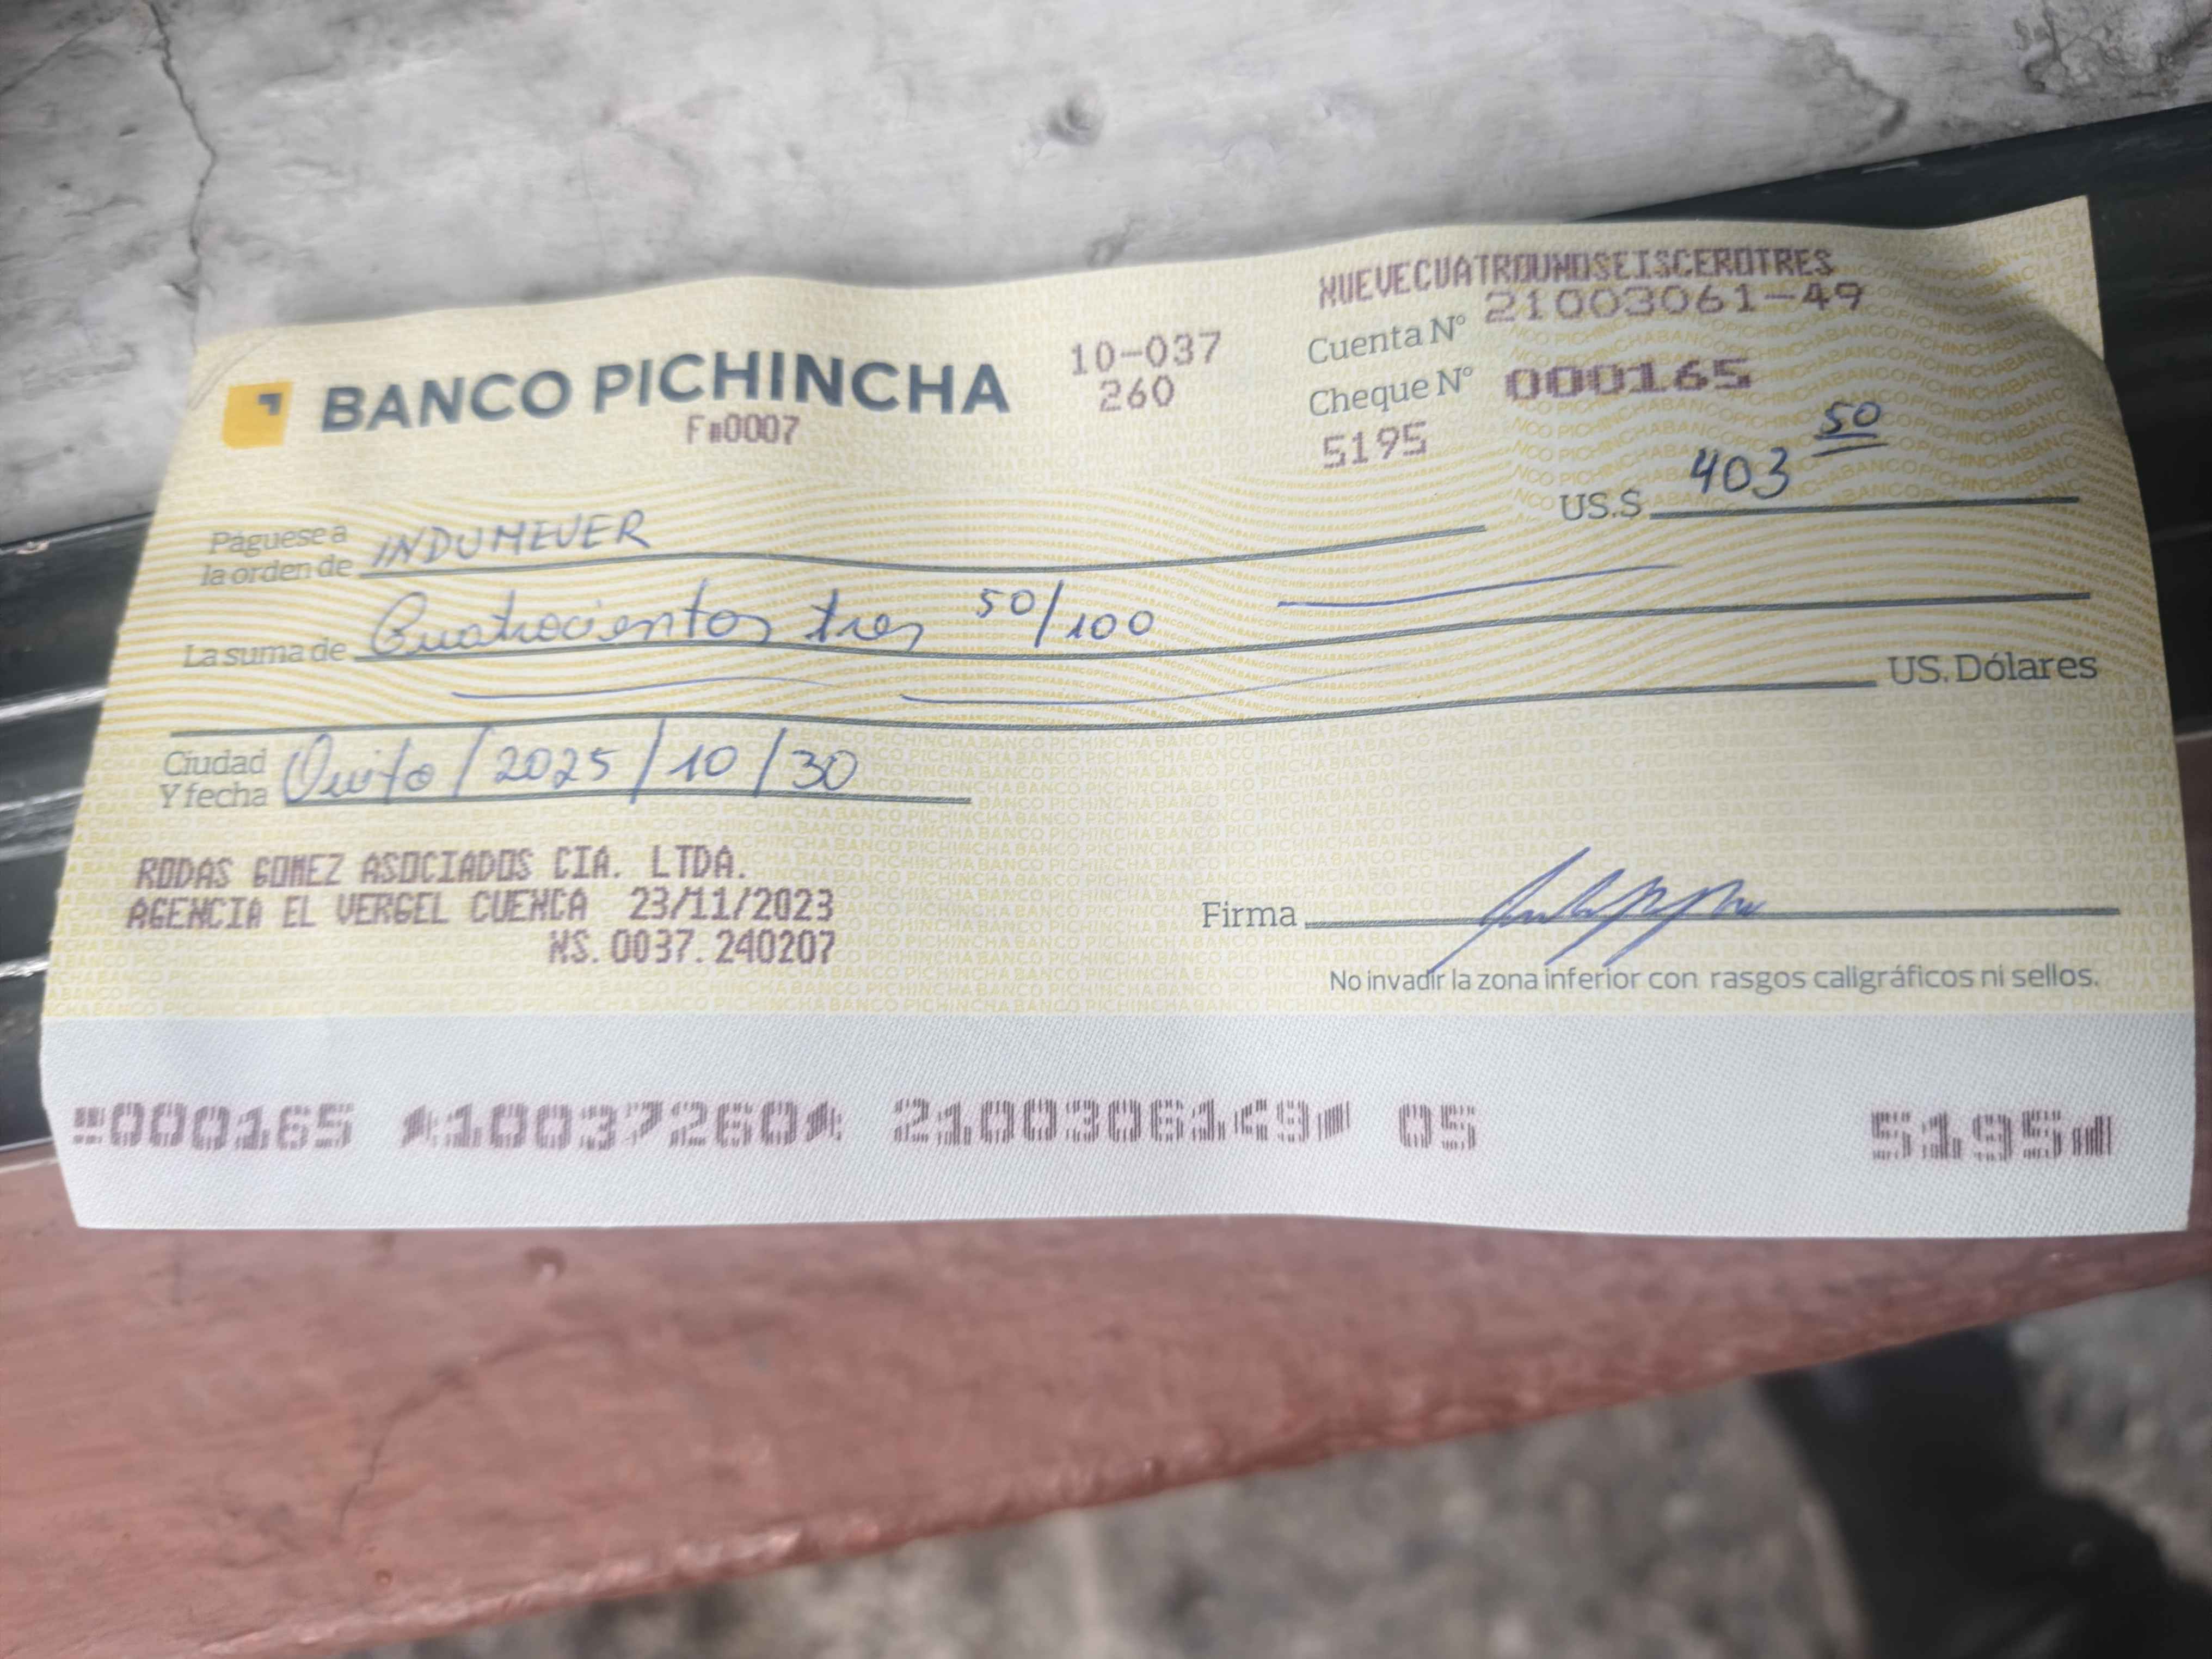 NUEVECUATROUNOSEISCEROTRES
BANCO PICHINCHA
F■0007
10-037
260
Cuenta N° 21003061-49
Cheque N° 000165
5195
US.$ 403 50
Páguese a
la orden de INDUMEVER
La suma de Cuatrocientos tres 50/100
US. Dólares
Ciudad
Y fecha Quito/2025/10/30
RODAS GOMEZ ASOCIADOS CIA. LTDA.
AGENCIA EL VERGEL CUENCA 23/11/2023
NS.0037.240207
Firma
No invadir la zona inferior con rasgos caligráficos ni sellos.
⑈000165 ⑆10037260⑆ 2100306149⑈ 05 5195⑈